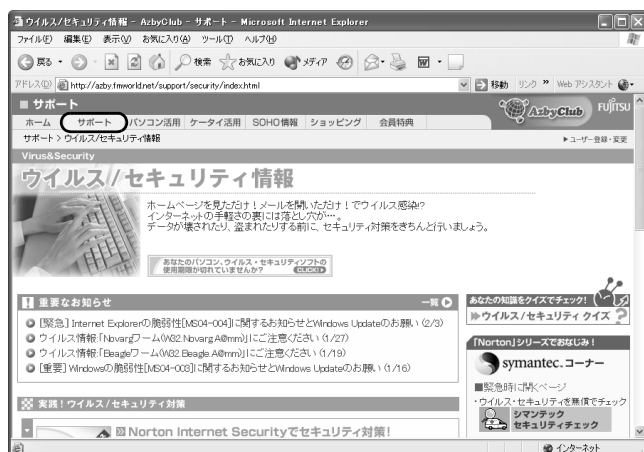 ウイルス/セキュリティ情報 - AzbyClub - サポート - Microsoft Internet Explorer
ファイル(F) 編集(E) 表示(V) お気に入り(A) ツール(T) ヘルプ(H)
戻る 検索 お気に入り メディア
アドレス(D) http://azby.fmworld.net/support/security/index.html 移動 リンク » Web アシスタント
■ サポート AzbyClub FUJITSU
ホーム サポート パソコン活用 ケータイ活用 SOHO情報 ショッピング 会員特典
サポート > ウイルス/セキュリティ情報 ▶ユーザー登録・変更
Virus&Security
ウイルス/セキュリティ情報
ホームページを見ただけ!メールを開いただけ!でウイルス感染!?
インターネットの手軽さの裏には落とし穴が…。
データが壊されたり、盗まれたりする前に、セキュリティ対策をきちんと行いましょう。
あなたのパソコン、ウイルス・セキュリティソフトの
使用期限が切れていませんか? CLICK!
重要なお知らせ 一覧
[緊急] Internet Explorerの脆弱性[MS04-004]に関するお知らせとWindows Updateのお願い (2/3)
ウイルス情報:「Novargワーム(W32.Novarg.A@mm)」にご注意ください (1/27)
ウイルス情報:「Beagleワーム(W32.Beagle.A@mm)」にご注意ください (1/19)
[重要] Windowsの脆弱性[MS04-003]に関するお知らせとWindows Updateのお願い (1/16)
あなたの知識をクイズでチェック!
ウイルス/セキュリティ クイズ
「Norton」シリーズでおなじみ!
symantec.コーナー
■緊急時に開くページ
・ウイルス・セキュリティを無償でチェック
シマンテック
セキュリティチェック
実践!ウイルス/セキュリティ対策
Norton Internet Securityでセキュリティ対策!
インターネット